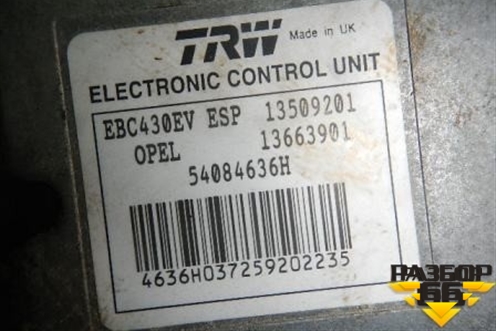 TRW Made in UK
ELECTRONIC CONTROL UNIT
EBC430EV ESP 13509201
OPEL 13663901
54084636H
4636H037259202235
РАЗБОР
66